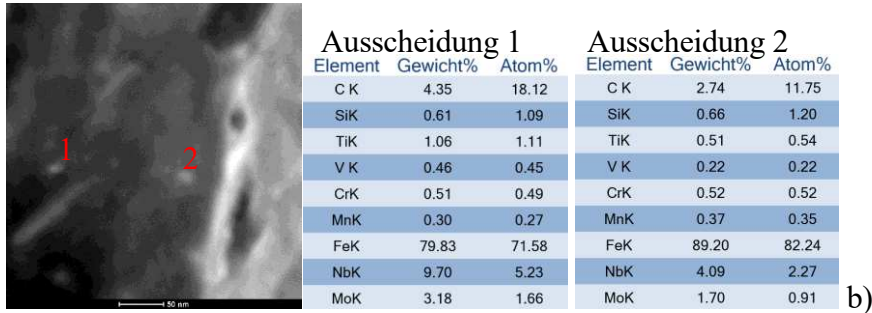 Ausscheidung 1
Element Gewicht% Atom%
C K 4.35 18.12
SiK 0.61 1.09
TiK 1.06 1.11
V K 0.46 0.45
CrK 0.51 0.49
MnK 0.30 0.27
FeK 79.83 71.58
NbK 9.70 5.23
MoK 3.18 1.66
Ausscheidung 2
Element Gewicht% Atom%
C K 2.74 11.75
SiK 0.66 1.20
TiK 0.51 0.54
V K 0.22 0.22
CrK 0.52 0.52
MnK 0.37 0.35
FeK 89.20 82.24
NbK 4.09 2.27
MoK 1.70 0.91
1
2
50 nm
b)